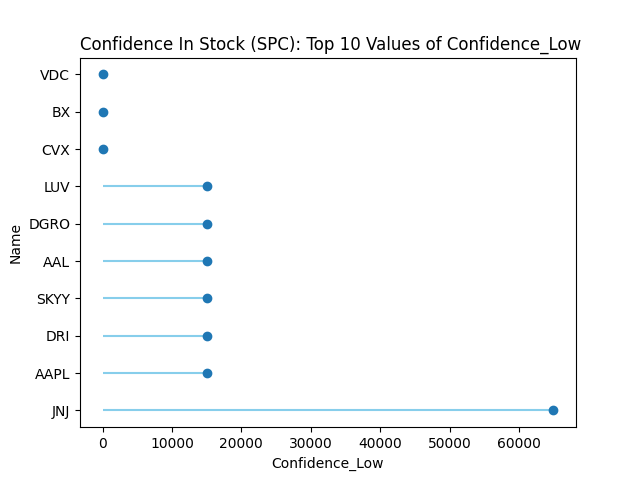 Confidence In Stock (SPC): Top 10 Values of Confidence_Low
VDC
BX
CVX
LUV
DGRO
AAL
SKYY
DRI
AAPL
JNJ
Name
0 10000 20000 30000 40000 50000 60000
Confidence_Low